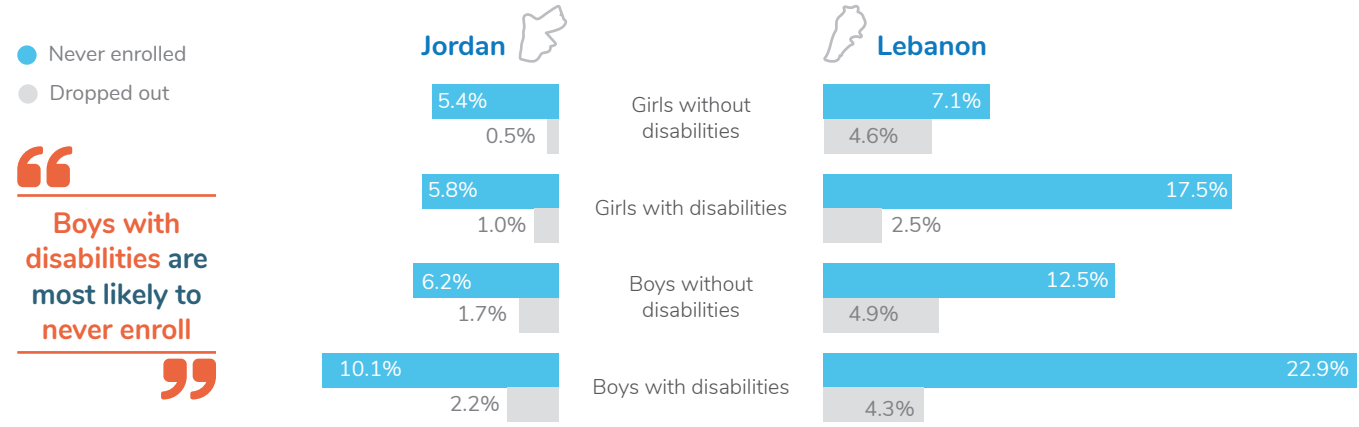 Never enrolled
Dropped out
Boys with
disabilities are
most likely to
never enroll
Jordan
Lebanon
5.4%
0.5%
Girls without
disabilities
7.1%
4.6%
5.8%
1.0%
Girls with disabilities
17.5%
2.5%
6.2%
1.7%
Boys without
disabilities
12.5%
4.9%
10.1%
2.2%
Boys with disabilities
22.9%
4.3%